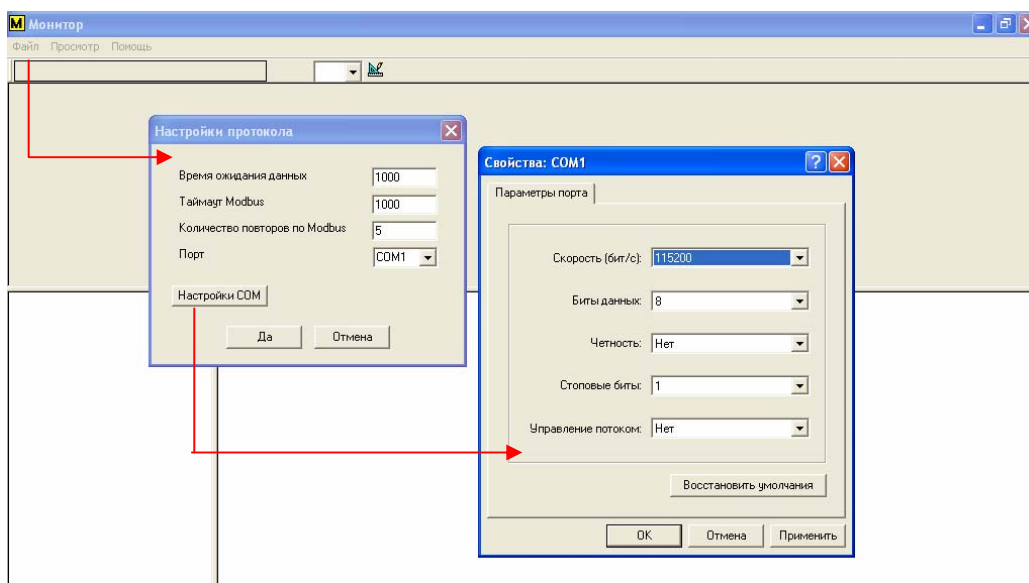 M Монитор
Файл Просмотр Помощь
Настройки протокола
Время ожидания данных 1000
Таймаут Modbus 1000
Количество повторов по Modbus 5
Порт COM1
Настройки COM
Да Отмена
Свойства: COM1
Параметры порта
Скорость (бит/с): 115200
Биты данных: 8
Четность: Нет
Стоповые биты: 1
Управление потоком: Нет
Восстановить умолчания
OK Отмена Применить